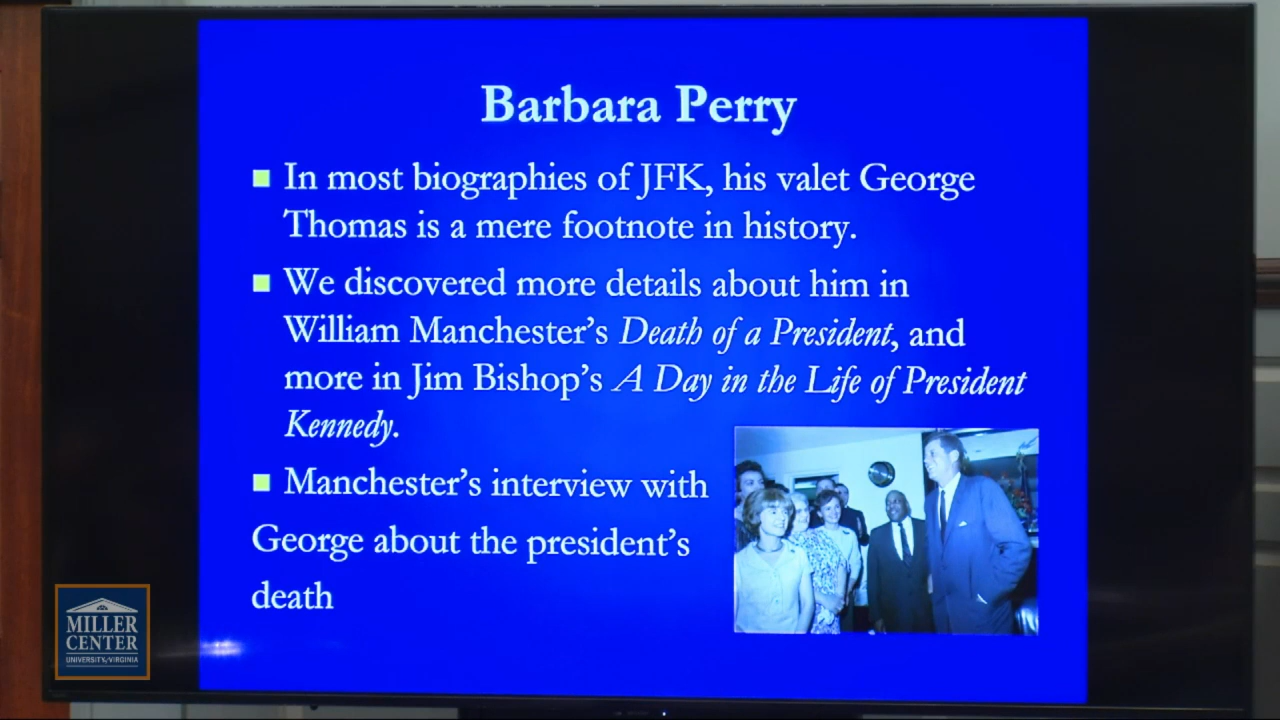 Barbara Perry
■ In most biographies of JFK, his valet George
Thomas is a mere footnote in history.
■ We discovered more details about him in
William Manchester's Death of a President, and
more in Jim Bishop's A Day in the Life of President
Kennedy.
■ Manchester's interview with
George about the president's
death
MILLER
CENTER
UNIVERSITY of VIRGINIA